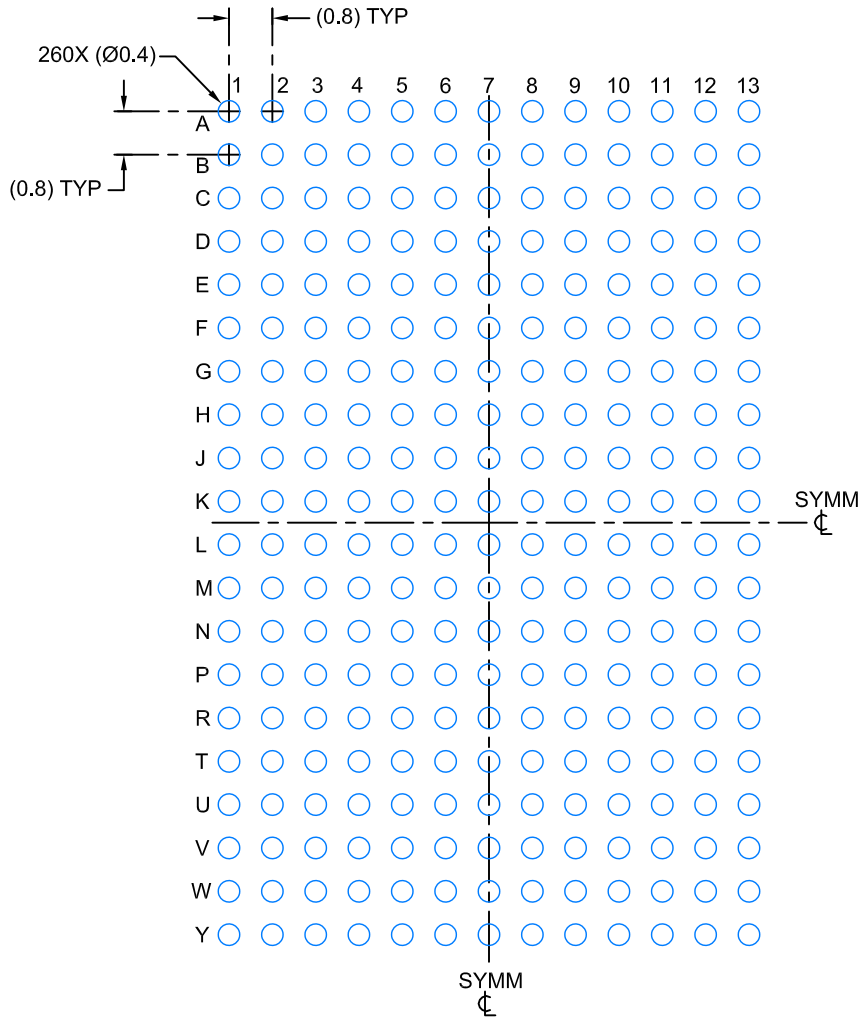 (0.8) TYP
260X (Ø0.4)
1 2 3 4 5 6 7 8 9 10 11 12 13
A
B
(0.8) TYP
C
D
E
F
G
H
J
K
SYMM
℄
L
M
N
P
R
T
U
V
W
Y
SYMM
℄